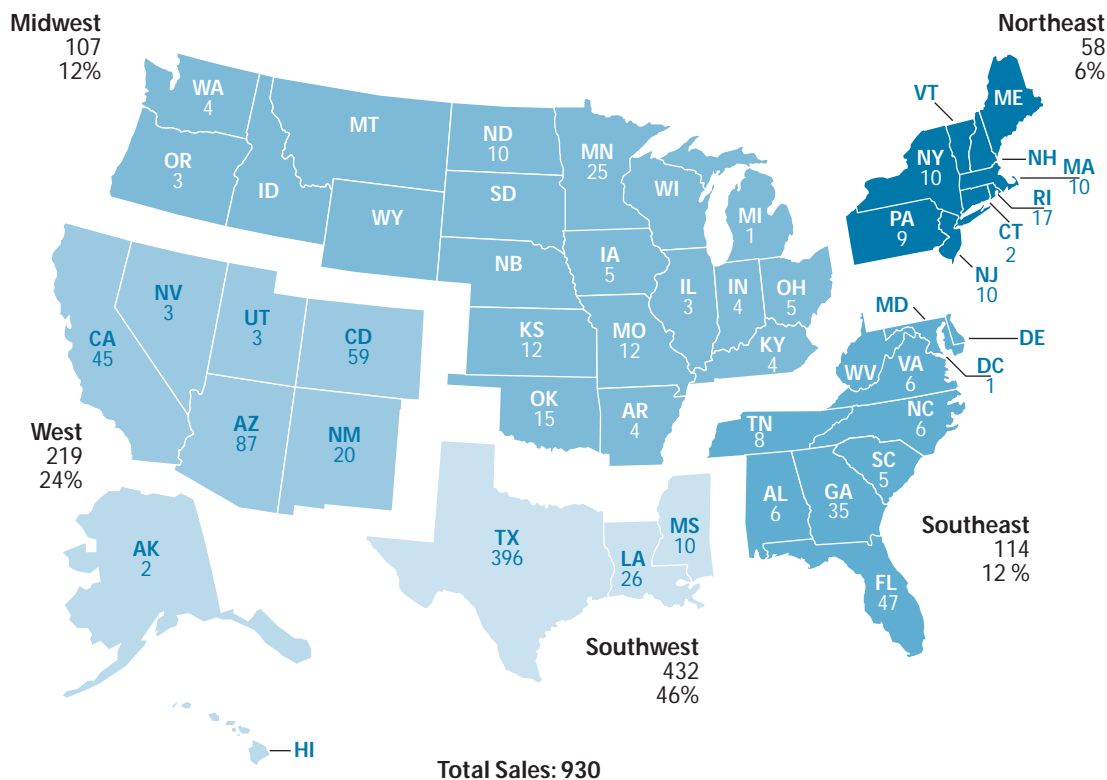 Midwest
107
12%
Northeast
58
6%
WA
4
MT
ND
10
MN
25
VT
ME
OR
3
ID
SD
WI
NY
10
NH
MA
10
WY
MI
1
RI
17
PA
9
CT
2
NB
IA
5
NJ
10
NV
3
UT
3
CD
59
IL
3
IN
4
OH
5
MD
DE
CA
45
KS
12
MO
12
KY
4
WV
VA
6
DC
1
OK
15
AR
4
TN
8
NC
6
West
219
24%
AZ
87
NM
20
SC
5
AL
6
GA
35
AK
2
TX
396
LA
26
MS
10
Southeast
114
12 %
FL
47
Southwest
432
46%
HI
Total Sales: 930